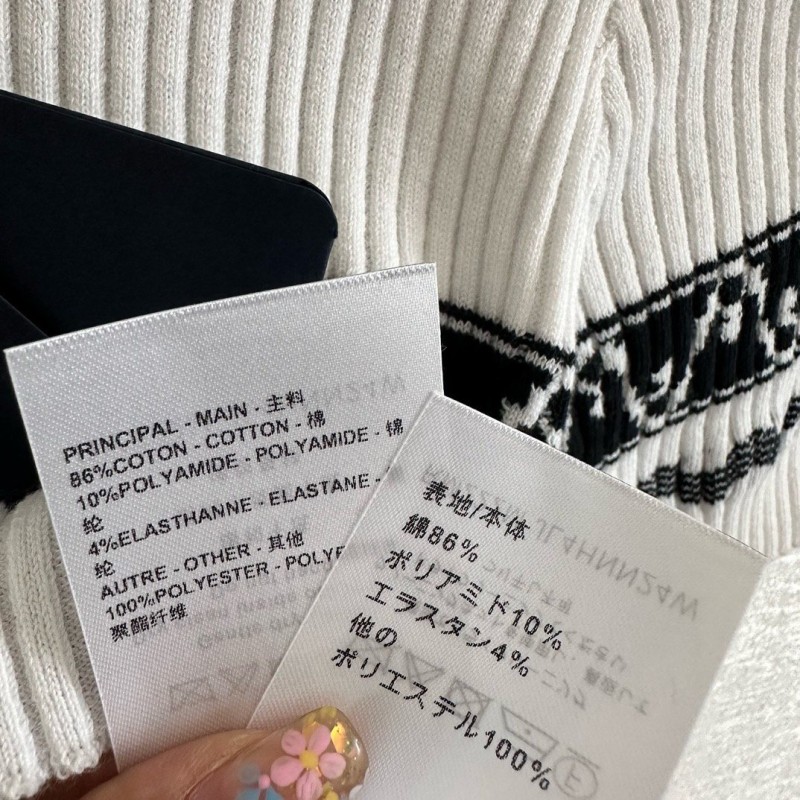 PRINCIPAL - MAIN - 主料
86%COTON - COTTON - 棉
10%POLYAMIDE - POLYAMIDE - 锦
纶
4%ELASTHANNE - ELASTANE -
纶
AUTRE - OTHER - 其他
100%POLYESTER -
聚酯纤维
表地/本体
綿86%
ポリアミド10%
エラスタン4%
他の
ポリエステル100%